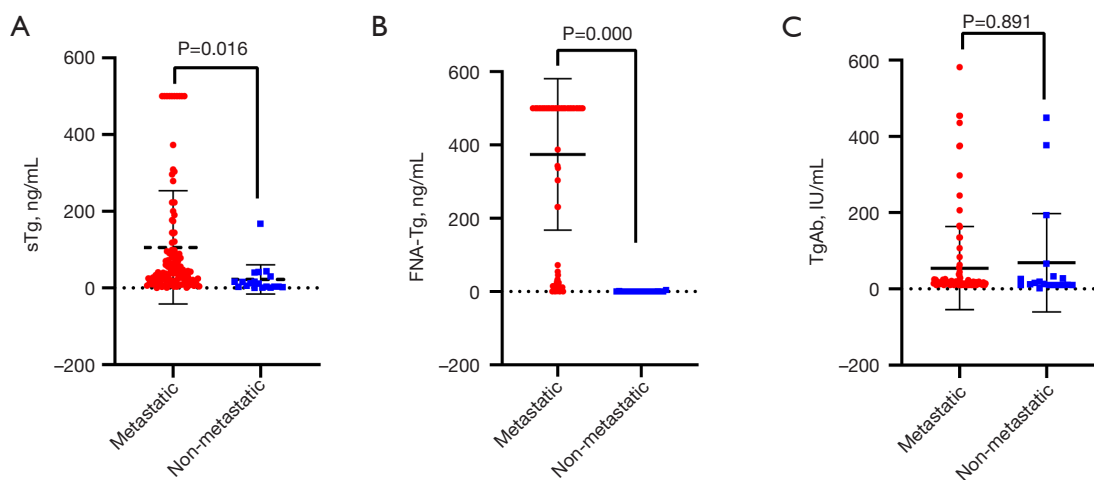 A
P=0.016
600
400
200
0
−200
sTg, ng/mL
Metastatic
Non-metastatic
B
P=0.000
600
400
200
0
−200
FNA-Tg, ng/mL
Metastatic
Non-metastatic
C
P=0.891
600
400
200
0
−200
TgAb, IU/mL
Metastatic
Non-metastatic